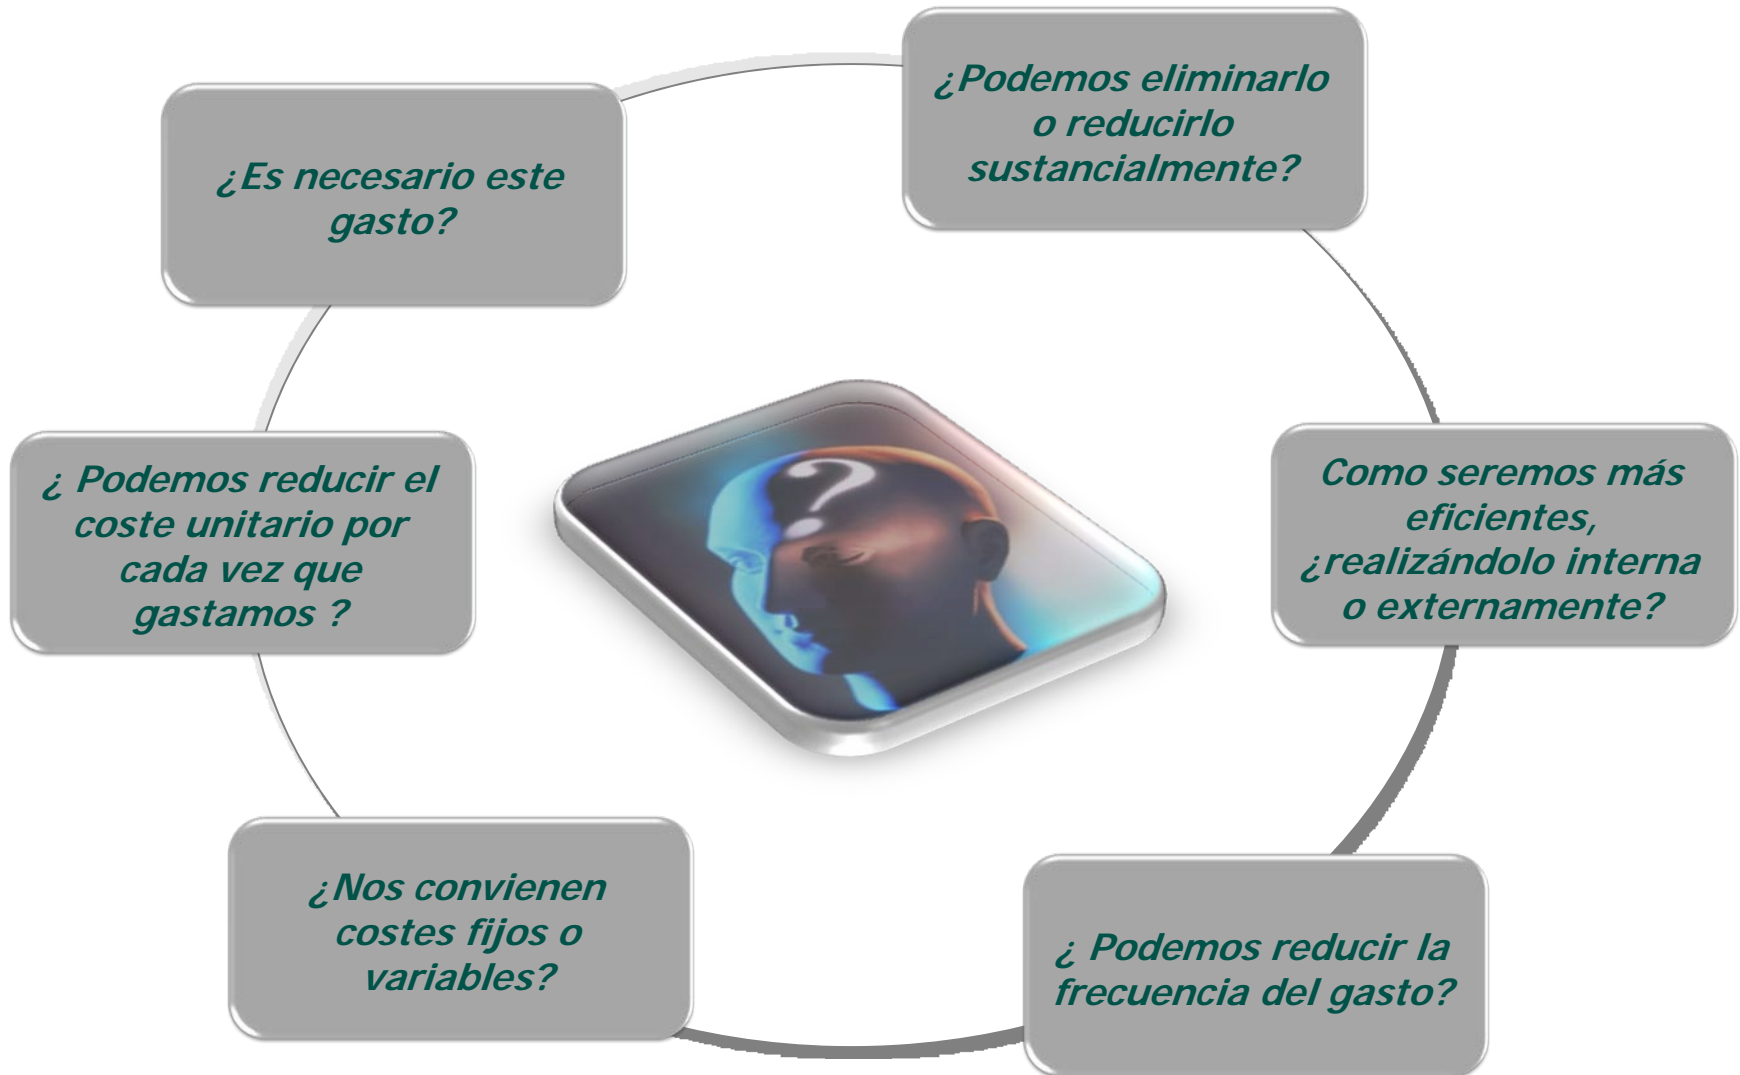 ¿Es necesario este
gasto?
¿Podemos eliminarlo
o reducirlo
sustancialmente?
Como seremos más
eficientes,
¿realizándolo interna
o externamente?
¿ Podemos reducir la
frecuencia del gasto?
¿Nos convienen
costes fijos o
variables?
¿ Podemos reducir el
coste unitario por
cada vez que
gastamos ?
?